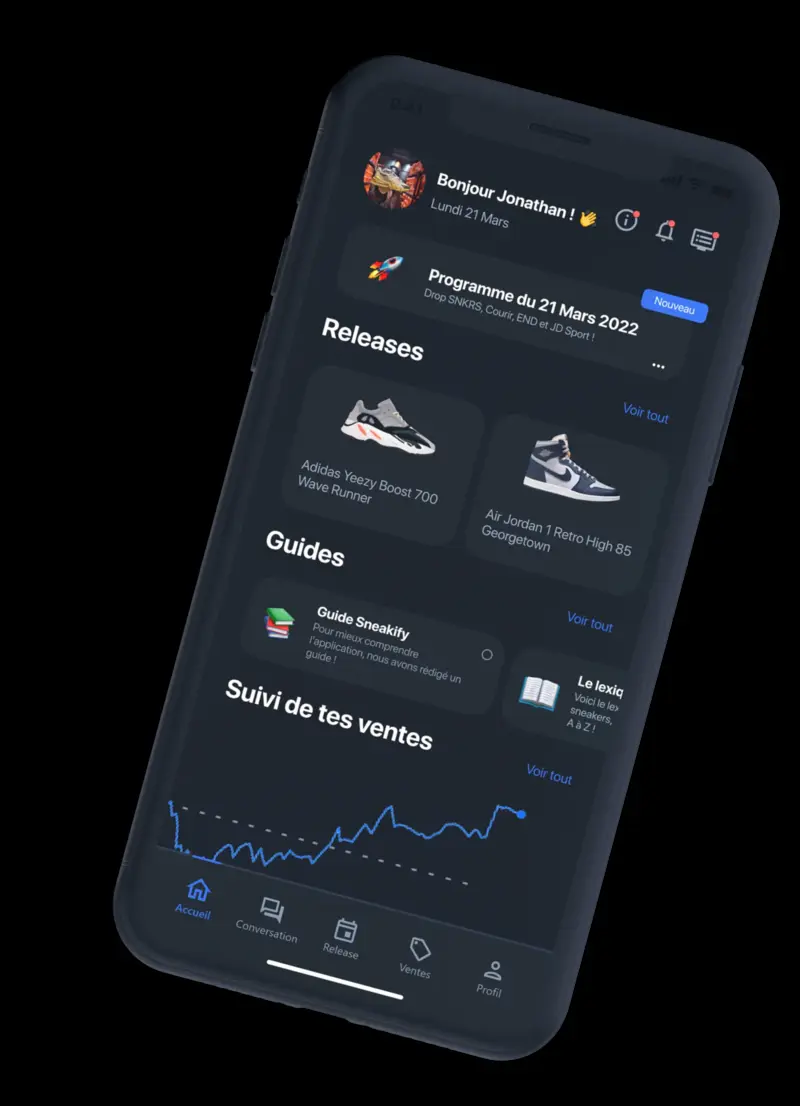 9:41
Bonjour Jonathan ! 👋
Lundi 21 Mars
Nouveau
Programme du 21 Mars 2022
Drop SNKRS, Courir, END et JD Sport !
Releases
Voir tout
Adidas Yeezy Boost 700
Wave Runner
Air Jordan 1 Retro High 85
Georgetown
Guides
Voir tout
Guide Sneakify
Pour mieux comprendre
l'application, nous avons rédigé un
guide !
Le lexiq
Voici le lex
sneakers,
A à Z !
Suivi de tes ventes
Voir tout
Accueil
Conversation
Release
Ventes
Profil